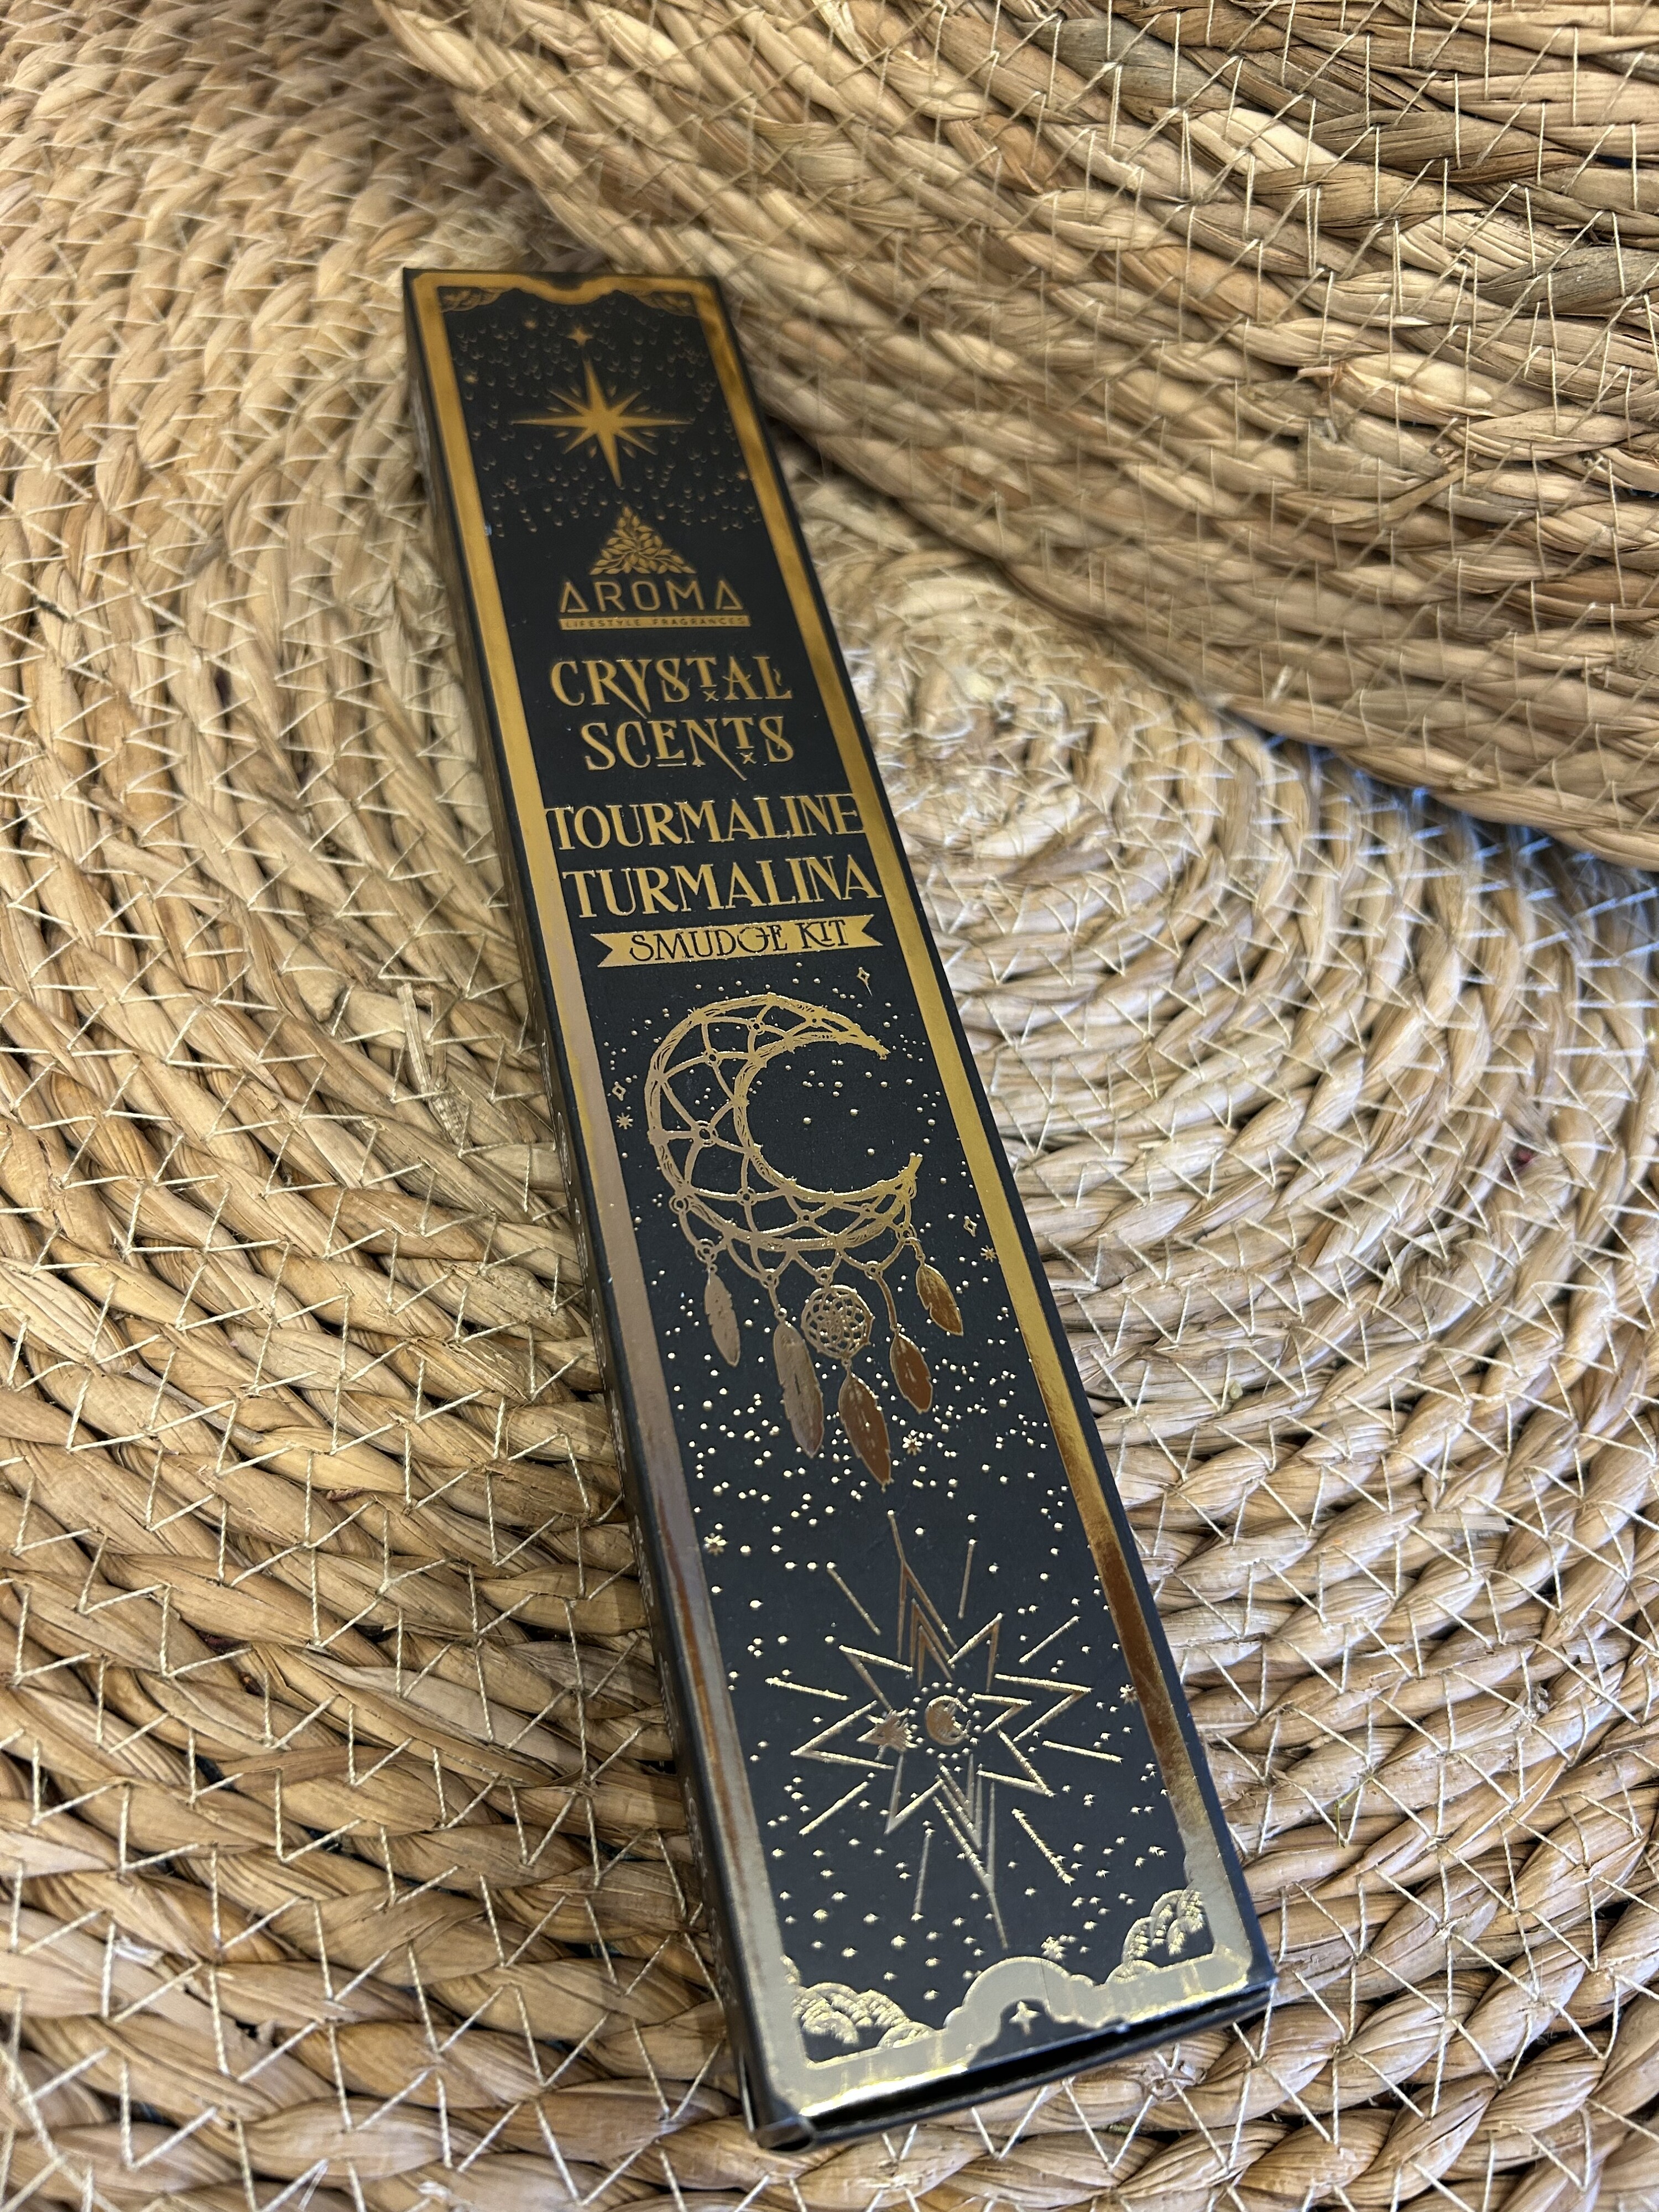 AROMA
LIFESTYLE FRAGRANCES
CRYSTAL
SCENTS
TOURMALINE
TURMALINA
SMUDGE KIT